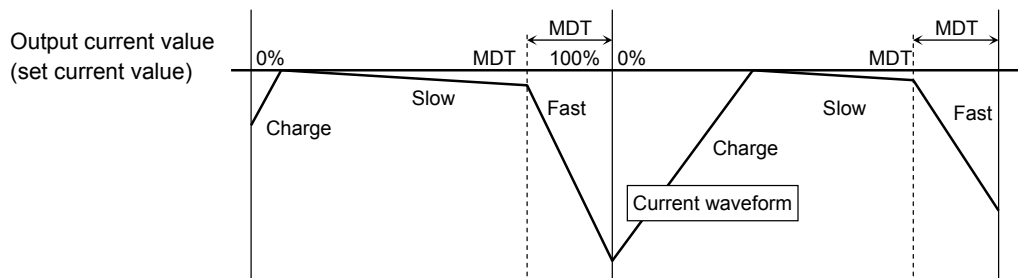 MDT MDT
Output current value
(set current value)
0% MDT 100% 0% MDT
Slow Fast Slow Fast
Charge Charge
Current waveform